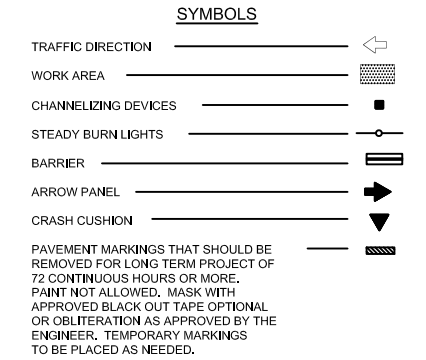 SYMBOLS
TRAFFIC DIRECTION
WORK AREA
CHANNELIZING DEVICES
STEADY BURN LIGHTS
BARRIER
ARROW PANEL
CRASH CUSHION
PAVEMENT MARKINGS THAT SHOULD BE
REMOVED FOR LONG TERM PROJECT OF
72 CONTINUOUS HOURS OR MORE.
PAINT NOT ALLOWED. MASK WITH
APPROVED BLACK OUT TAPE OPTIONAL
OR OBLITERATION AS APPROVED BY THE
ENGINEER. TEMPORARY MARKINGS
TO BE PLACED AS NEEDED.